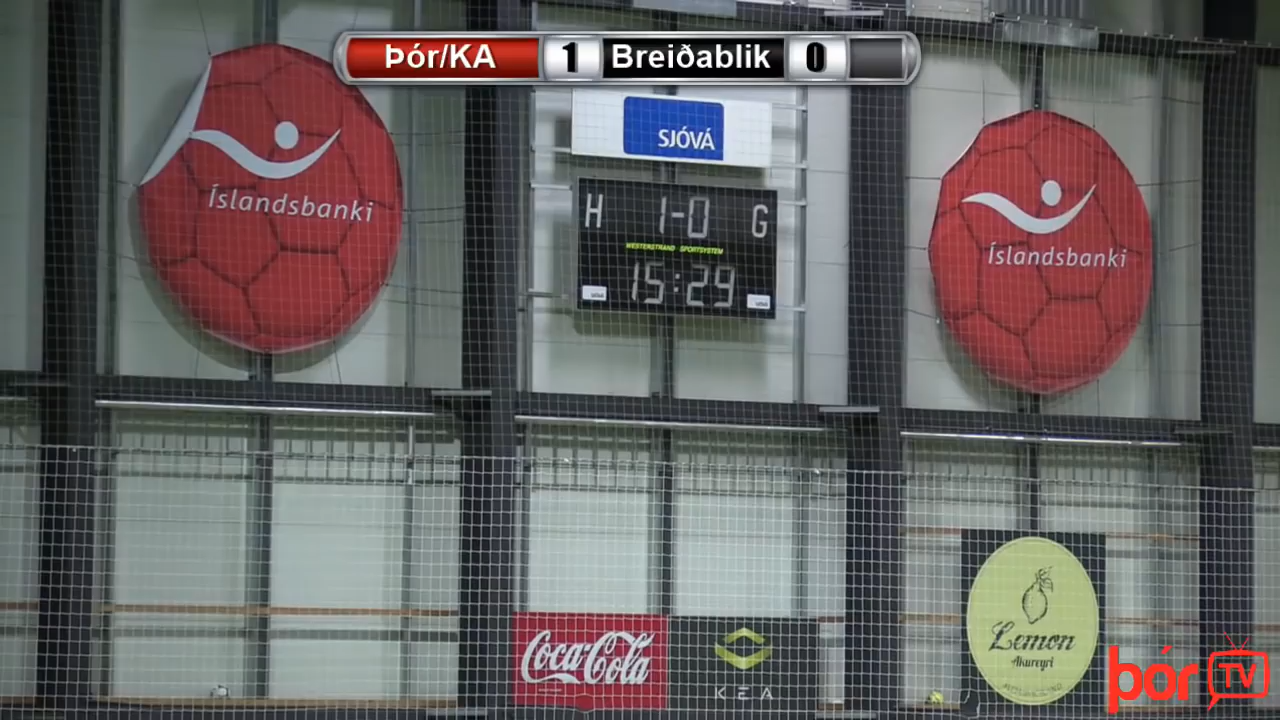 Þór/KA 1 Breiðablik 0
SJÓVÁ
H 1-0 G
WESTERSTRAND SPORTSYSTEM
15:29
Íslandsbanki
Íslandsbanki
Coca-Cola
KEA
Lemon
Akureyri
þór TV